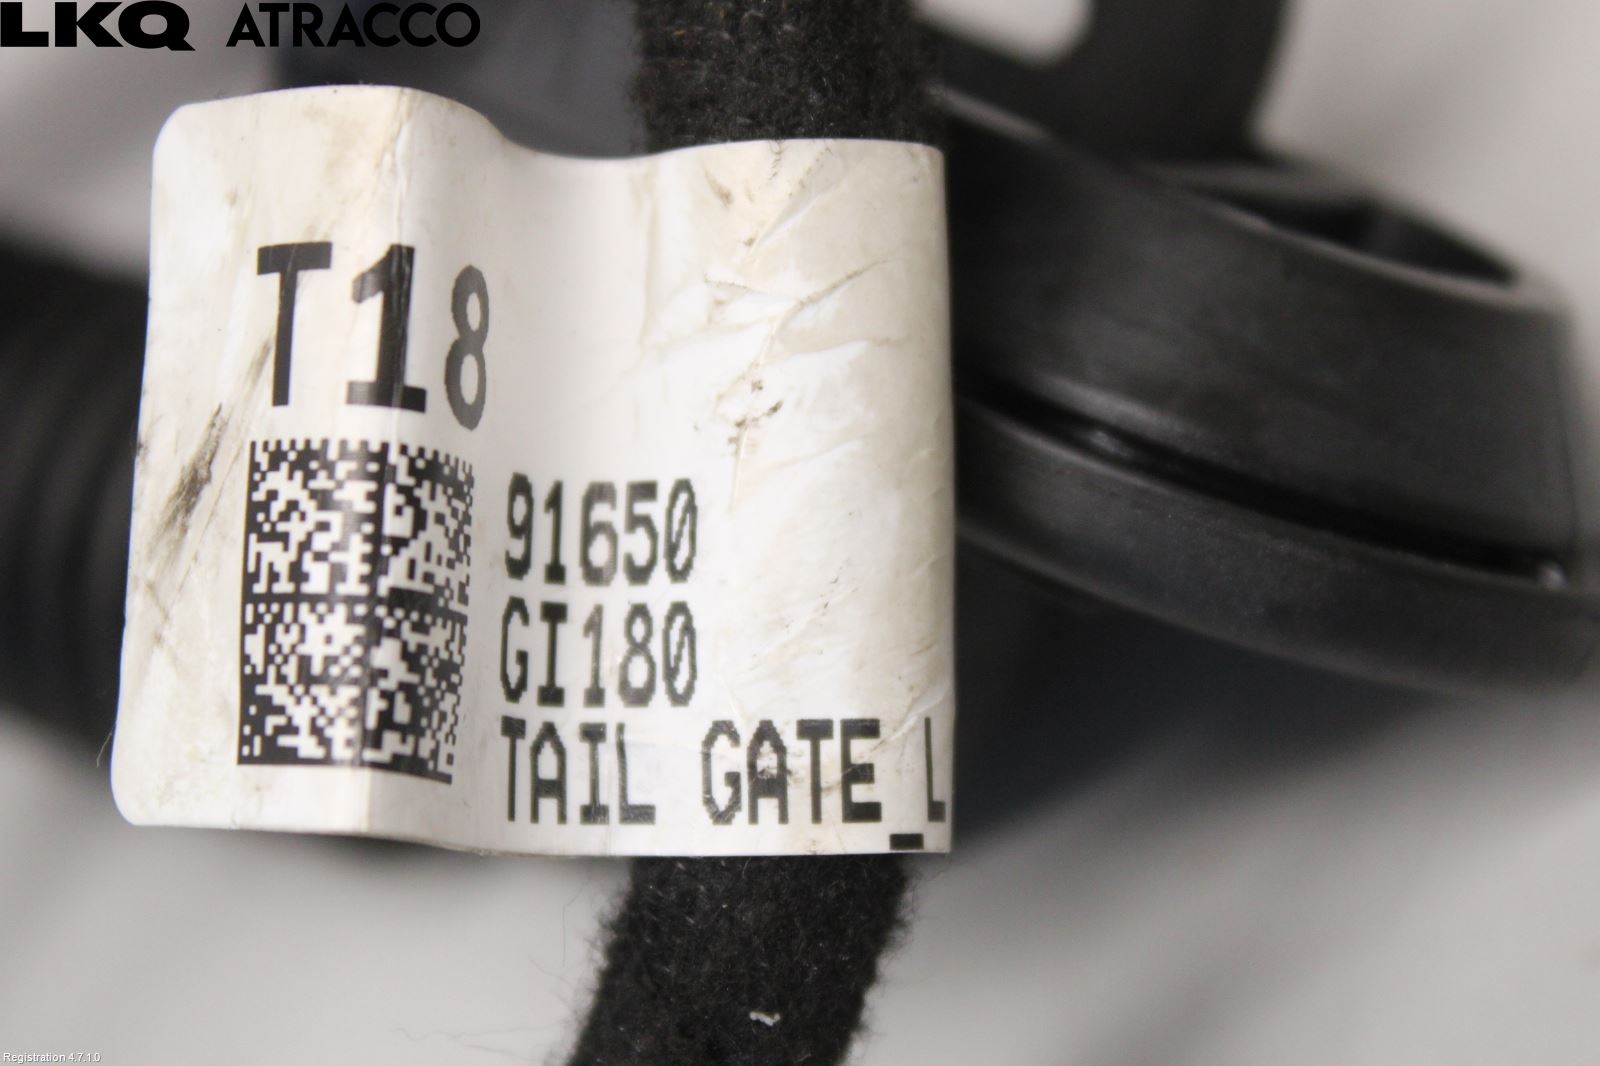 LKQ ATRACCO
T18
91650
GI180
TAIL GATE_L
Registration 4.7.1.0